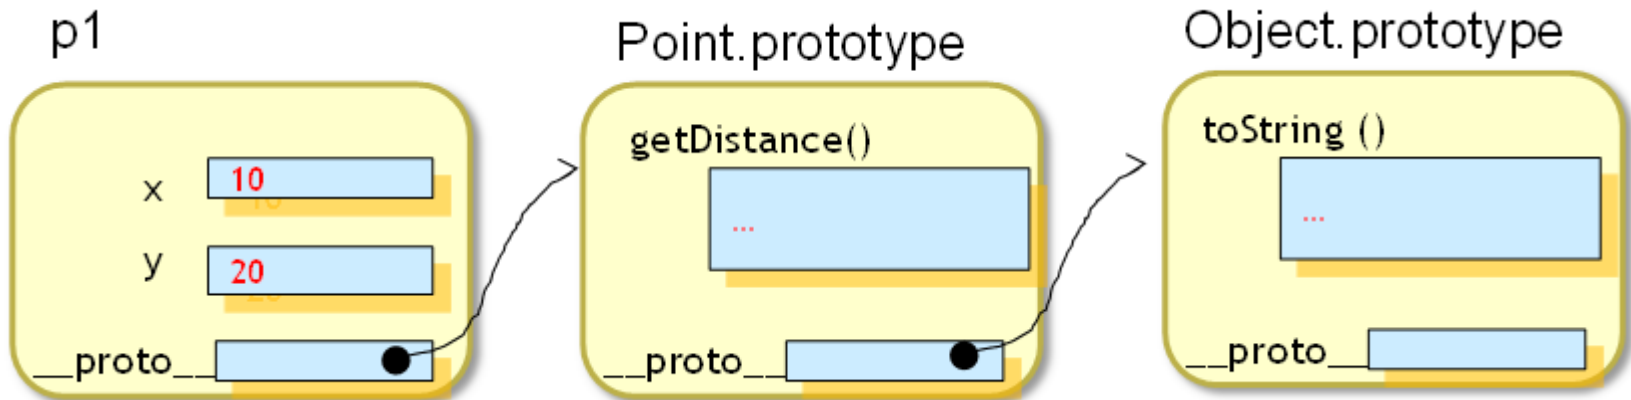 p1
x 10
y 20
__proto__
Point.prototype
getDistance()
...
__proto__
Object.prototype
toString ()
...
__proto__